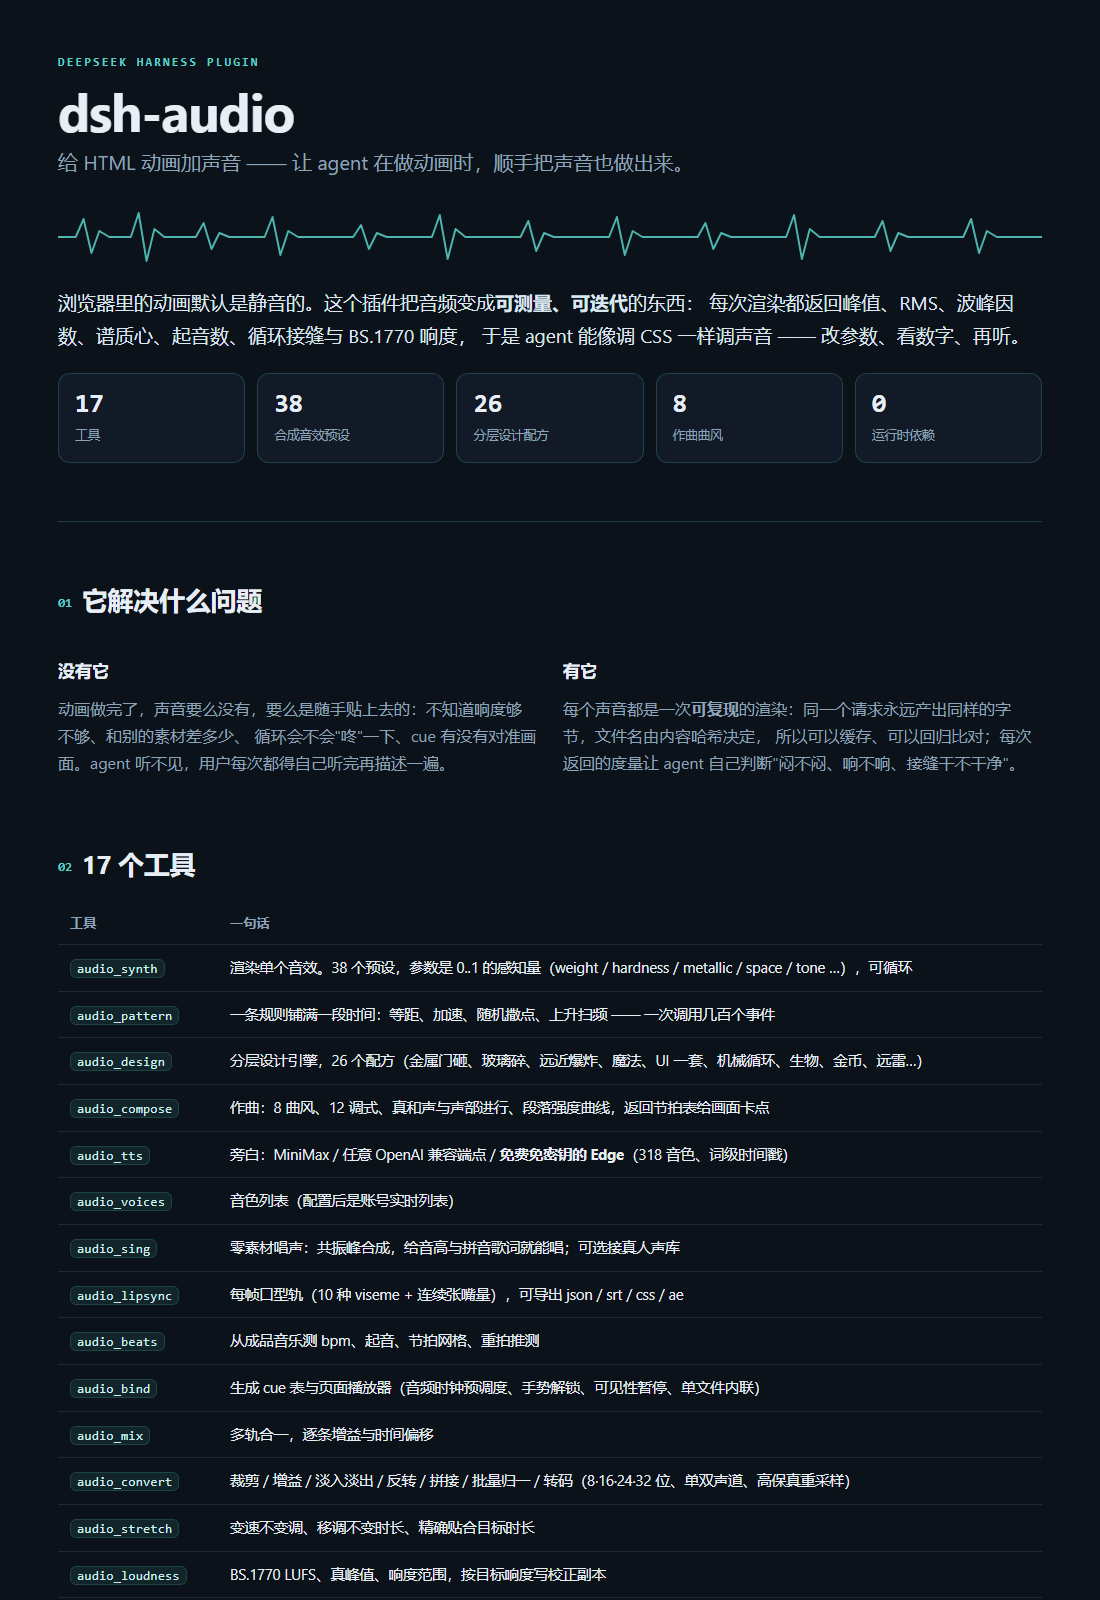 DEEPSEEK HARNESS PLUGIN
dsh-audio
给 HTML 动画加声音 —— 让 agent 在做动画时，顺手把声音也做出来。
浏览器里的动画默认是静音的。这个插件把音频变成可测量、可迭代的东西： 每次渲染都返回峰值、RMS、波峰因
数、谱质心、起音数、循环接缝与 BS.1770 响度， 于是 agent 能像调 CSS 一样调声音 —— 改参数、看数字、再听。
17
工具
38
合成音效预设
26
分层设计配方
8
作曲曲风
0
运行时依赖
01 它解决什么问题
没有它
动画做完了，声音要么没有，要么是随手贴上去的：不知道响度够
不够、和别的素材差多少、 循环会不会"咚"一下、cue 有没有对准画
面。agent 听不见，用户每次都得自己听完再描述一遍。
有它
每个声音都是一次可复现的渲染：同一个请求永远产出同样的字
节，文件名由内容哈希决定， 所以可以缓存、可以回归比对；每次
返回的度量让 agent 自己判断"闷不闷、响不响、接缝干不干净"。
02 17 个工具
工具 一句话
audio_synth 渲染单个音效。38 个预设，参数是 0..1 的感知量（weight / hardness / metallic / space / tone …），可循环
audio_pattern 一条规则铺满一段时间：等距、加速、随机散点、上升扫频 —— 一次调用几百个事件
audio_design 分层设计引擎，26 个配方（金属门砸、玻璃碎、远近爆炸、魔法、UI 一套、机械循环、生物、金币、远雷…）
audio_compose 作曲：8 曲风、12 调式、真和声与声部进行、段落强度曲线，返回节拍表给画面卡点
audio_tts 旁白：MiniMax / 任意 OpenAI 兼容端点 / 免费免密钥的 Edge（318 音色、词级时间戳）
audio_voices 音色列表（配置后是账号实时列表）
audio_sing 零素材唱声：共振峰合成，给音高与拼音歌词就能唱；可选接真人声库
audio_lipsync 每帧口型轨（10 种 viseme + 连续张嘴量），可导出 json / srt / css / ae
audio_beats 从成品音乐测 bpm、起音、节拍网格、重拍推测
audio_bind 生成 cue 表与页面播放器（音频时钟预调度、手势解锁、可见性暂停、单文件内联）
audio_mix 多轨合一，逐条增益与时间偏移
audio_convert 裁剪 / 增益 / 淡入淡出 / 反转 / 拼接 / 批量归一 / 转码（8·16·24·32 位、单双声道、高保真重采样）
audio_stretch 变速不变调、移调不变时长、精确贴合目标时长
audio_loudness BS.1770 LUFS、真峰值、响度范围，按目标响度写校正副本